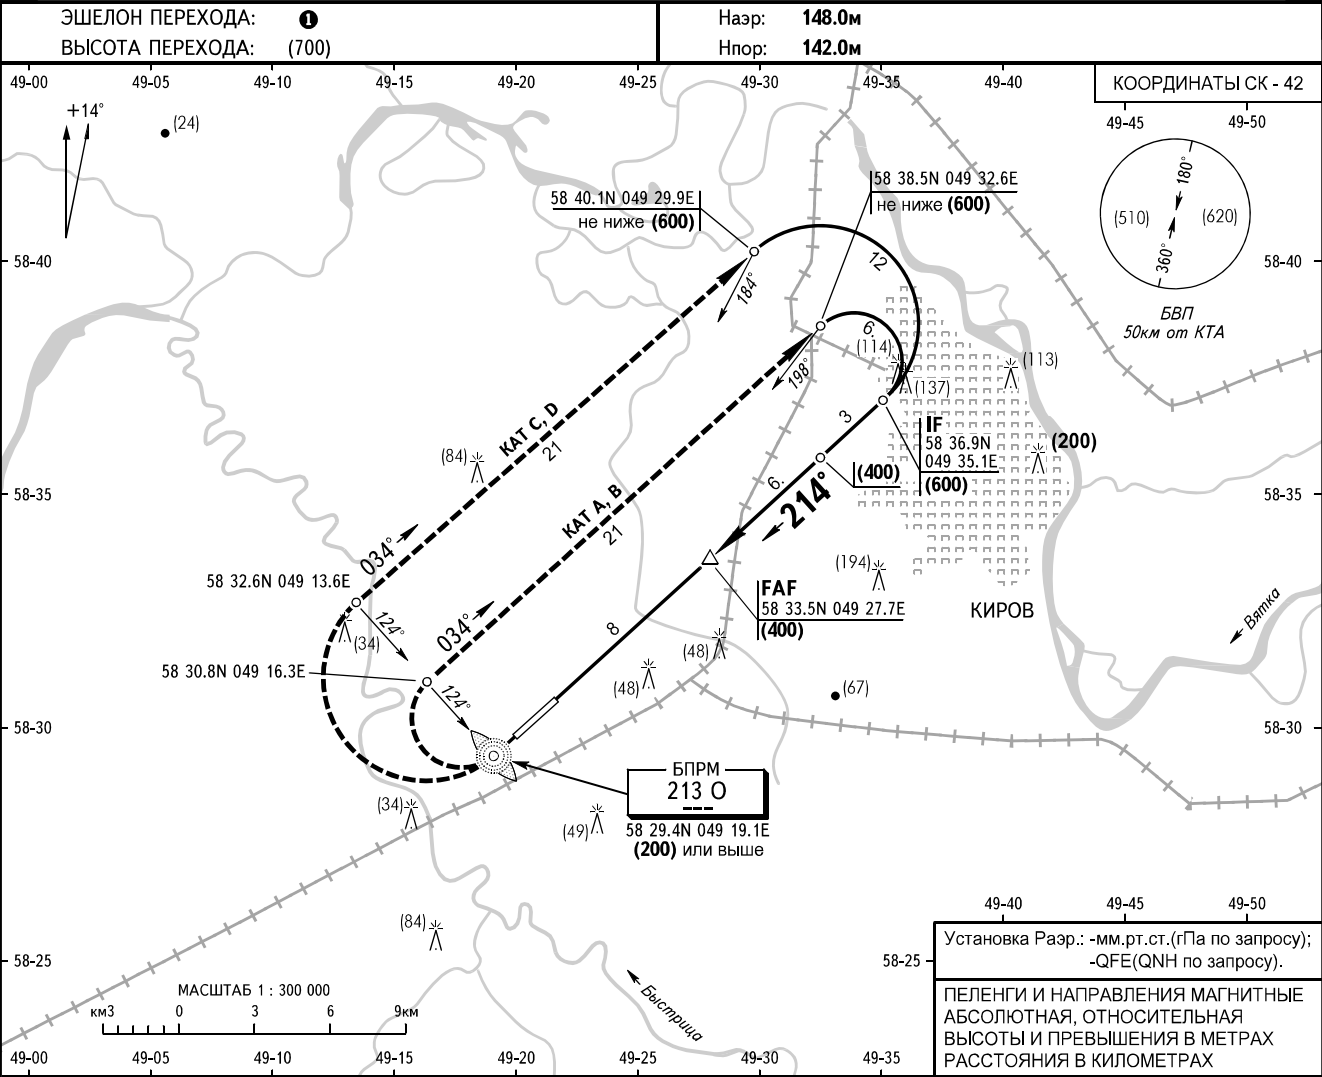 ЭШЕЛОН ПЕРЕХОДА: 1
ВЫСОТА ПЕРЕХОДА: (700)
Hаэр: 148.0м
Hпор: 142.0м
49-00 49-05 49-10 49-15 49-20 49-25 49-30 49-35 49-40
КООРДИНАТЫ СК - 42
49-45 49-50
+14°
(24)
58 40.1N 049 29.9E
не ниже (600)
58 38.5N 049 32.6E
не ниже (600)
180°
(510) (620)
360°
БВП
50км от КТА
58-40
58-40
184°
12
6.
198°
(114)
(137)
(113)
(200)
КАТ C, D
21
(84)
КАТ A, B
21
3
IF
58 36.9N
049 35.1E
(600)
(400)
6.
214°
58-35
58-35
034°
58 32.6N 049 13.6E
124°
(34)
034°
58 30.8N 049 16.3E
124°
8
FAF
58 33.5N 049 27.7E
(400)
(194)
КИРОВ
Вятка
(48)
(48)
(67)
58-30
58-30
БПРМ
213 O
58 29.4N 049 19.1E
(200) или выше
(34)
(49)
(84)
49-40 49-45 49-50
58-25
58-25
Быстрица
МАСШТАБ 1 : 300 000
км3 0 3 6 9км
Установка Раэр.: -мм.рт.ст.(гПа по запросу);
-QFE(QNH по запросу).
ПЕЛЕНГИ И НАПРАВЛЕНИЯ МАГНИТНЫЕ
АБСОЛЮТНАЯ, ОТНОСИТЕЛЬНАЯ
ВЫСОТЫ И ПРЕВЫШЕНИЯ В МЕТРАХ
РАССТОЯНИЯ В КИЛОМЕТРАХ
49-00 49-05 49-10 49-15 49-20 49-25 49-30 49-35